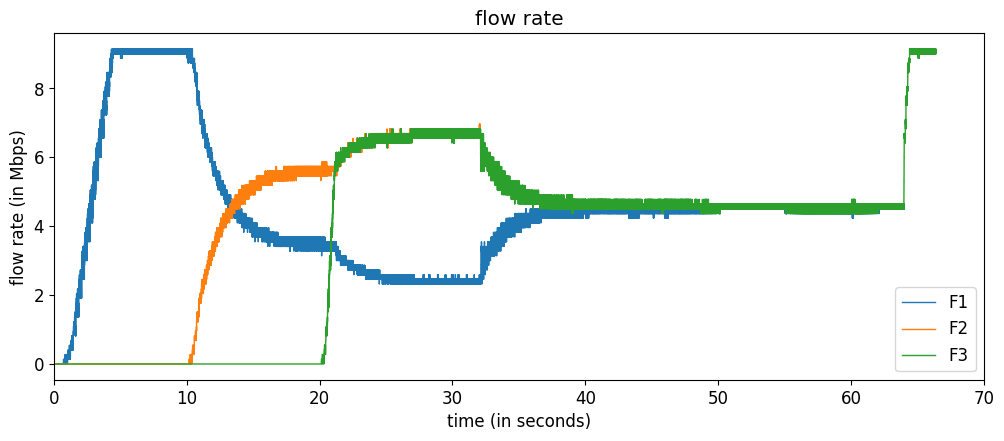 flow rate
flow rate (in Mbps)
8
6
4
2
0
0 10 20 30 40 50 60 70
time (in seconds)
F1
F2
F3